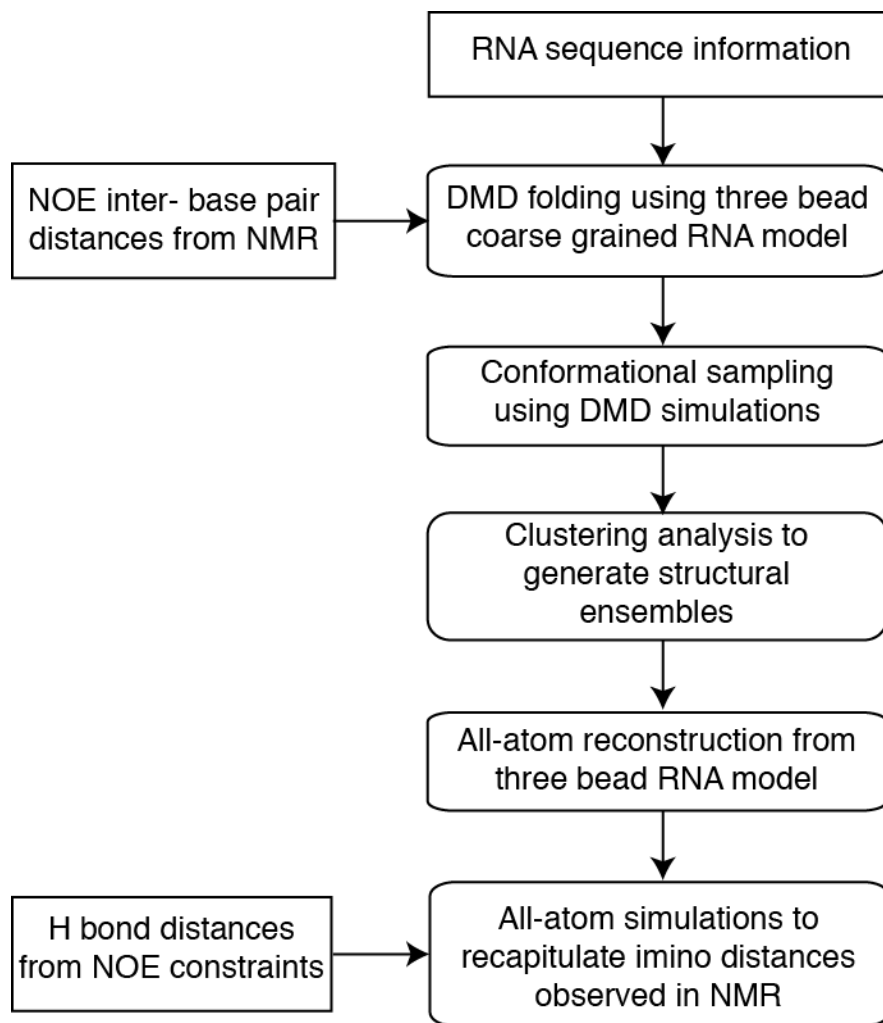 RNA sequence information
NOE inter- base pair
distances from NMR
DMD folding using three bead
coarse grained RNA model
Conformational sampling
using DMD simulations
Clustering analysis to
generate structural
ensembles
All-atom reconstruction from
three bead RNA model
H bond distances
from NOE constraints
All-atom simulations to
recapitulate imino distances
observed in NMR